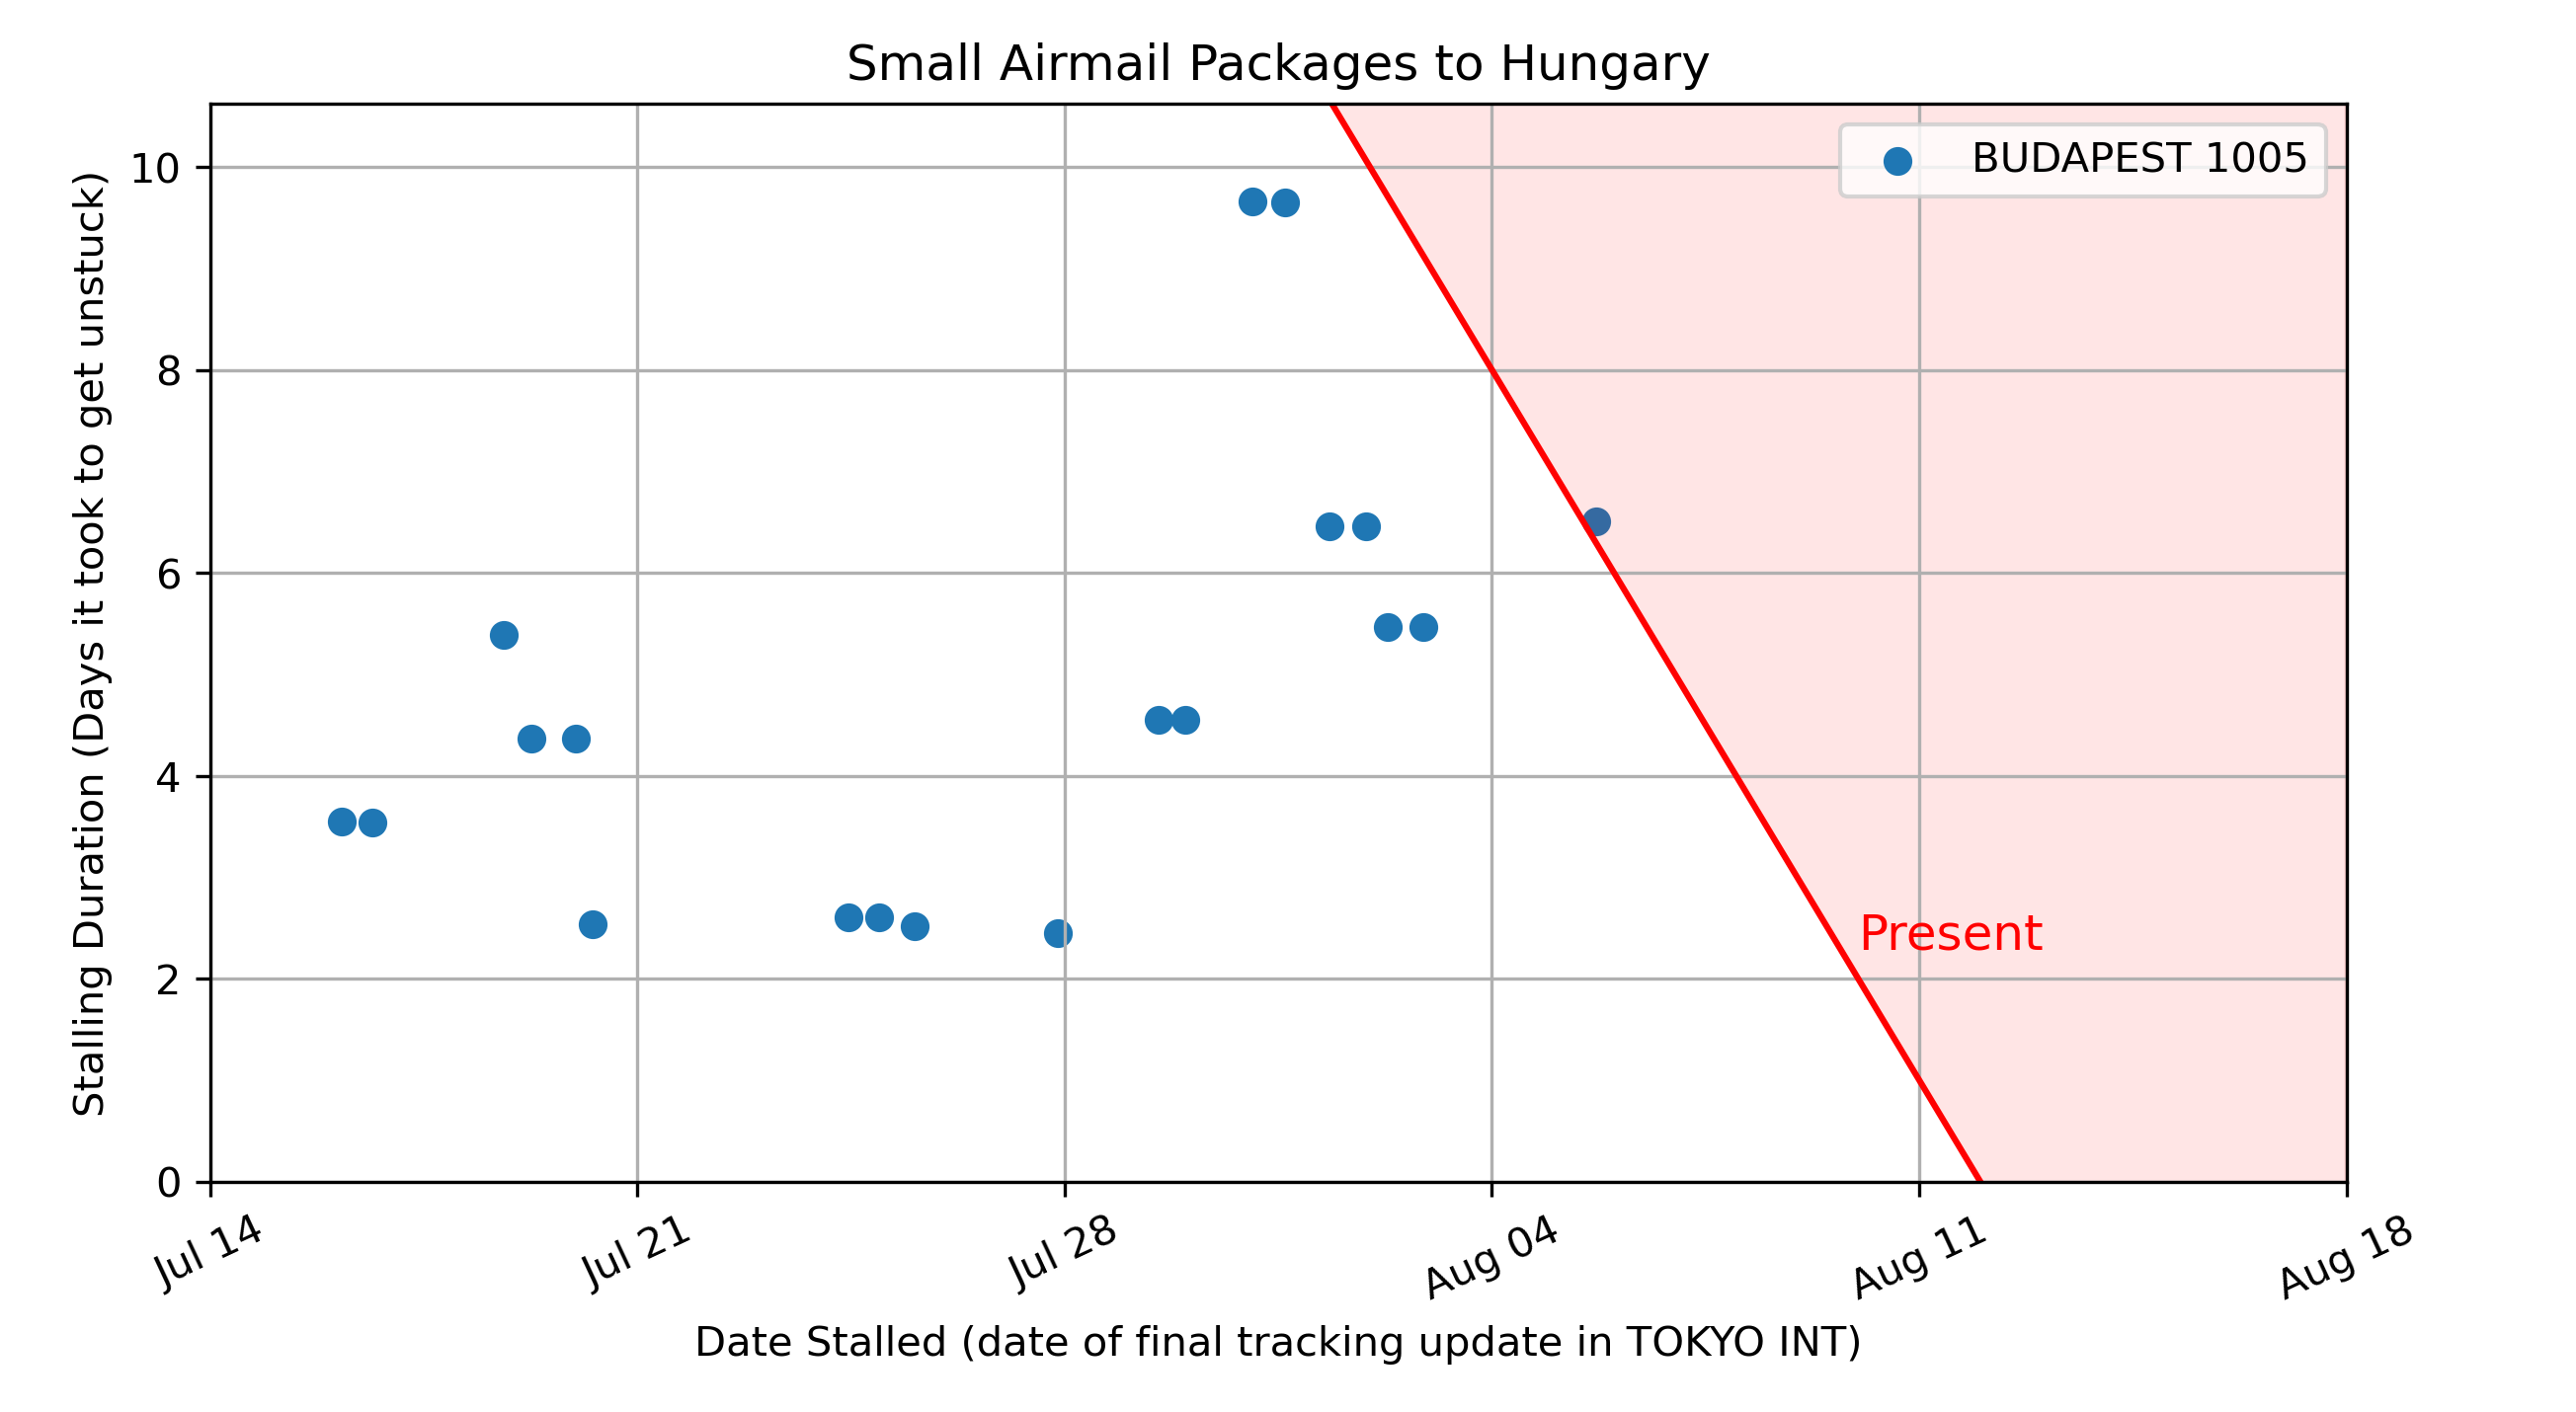 Small Airmail Packages to Hungary
BUDAPEST 1005
Stalling Duration (Days it took to get unstuck)
10
8
6
4
2
0
Present
Jul 14
Jul 21
Jul 28
Aug 04
Aug 11
Aug 18
Date Stalled (date of final tracking update in TOKYO INT)